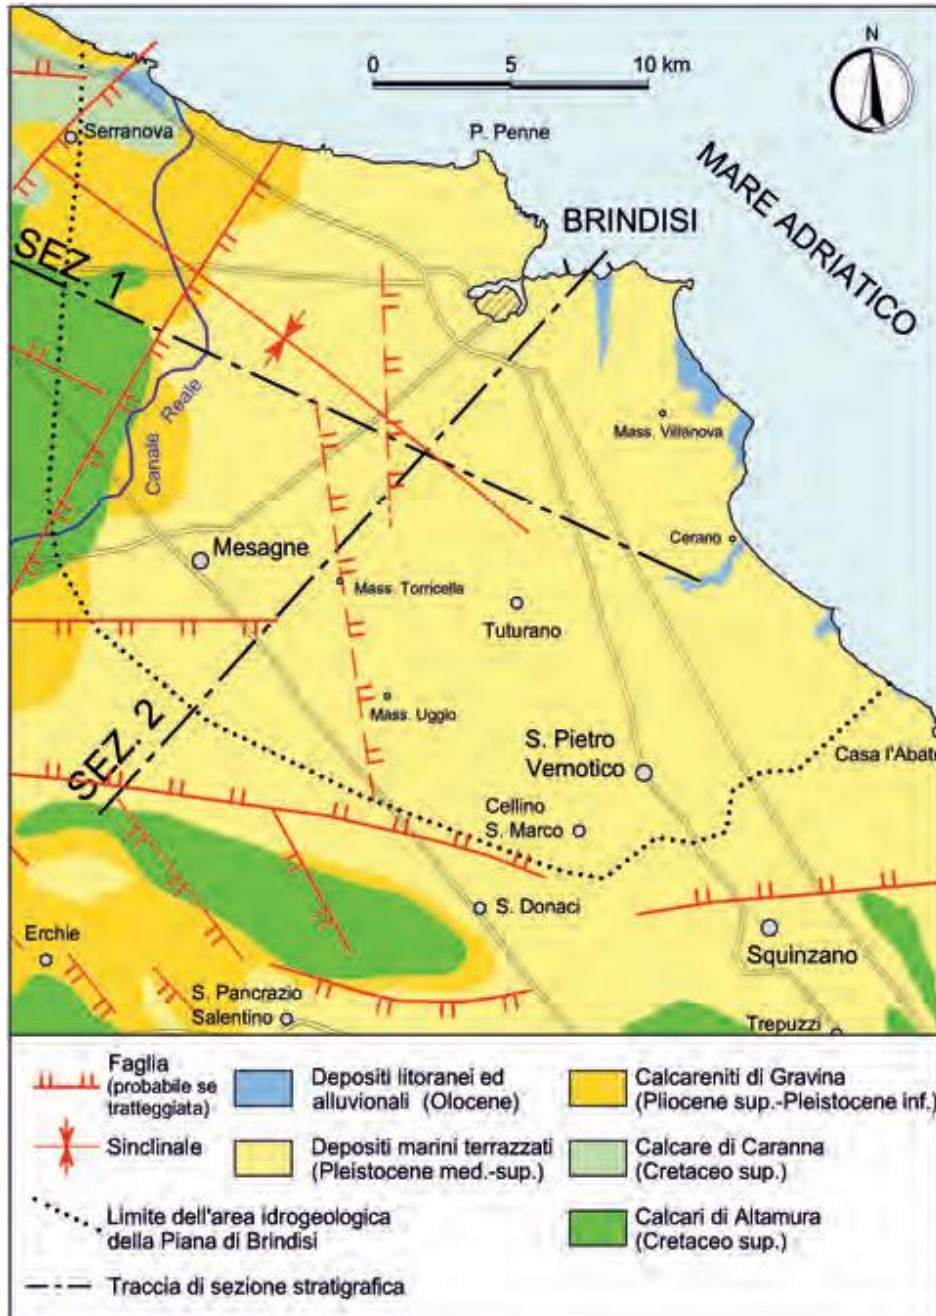 N
0 5 10 km
Serranova
P. Penne
MARE ADRIATICO
BRINDISI
SEZ 1
Canale Reale
Mass. Villanova
Mesagne
Cerano
Mass. Torricella
Tuturano
Mass. Uggio
SEZ 2
S. Pietro
Vernotico
Casa l'Abate
Cellino
S. Marco
S. Donaci
Erchie
Squinzano
S. Pancrazio
Salentino
Trepuzzi
Faglia
(probabile se
tratteggiata)
Sinclinale
Limite dell'area idrogeologica
della Piana di Brindisi
Traccia di sezione stratigrafica
Depositi litoranei ed
alluvionali (Olocene)
Depositi marini terrazzati
(Pleistocene med.-sup.)
Calcareniti di Gravina
(Pliocene sup.-Pleistocene inf.)
Calcare di Caranna
(Cretaceo sup.)
Calcari di Altamura
(Cretaceo sup.)